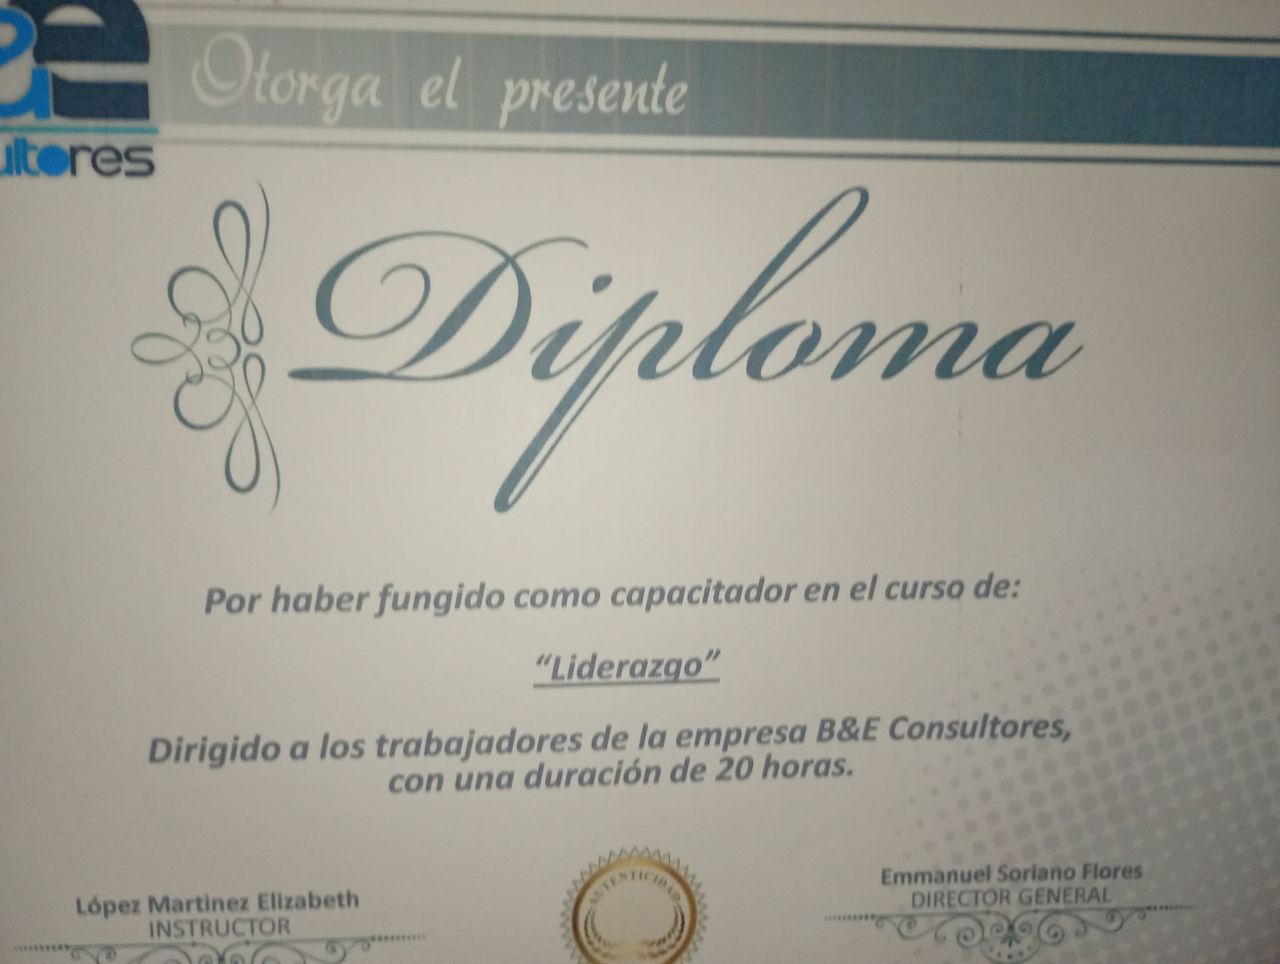 Otorga el presente
Diploma
Por haber fungido como capacitador en el curso de:
“Liderazgo”
Dirigido a los trabajadores de la empresa B&E Consultores,
con una duración de 20 horas.
López Martinez Elizabeth
INSTRUCTOR
AUTENTICIDAD
Emmanuel Soriano Flores
DIRECTOR GENERAL